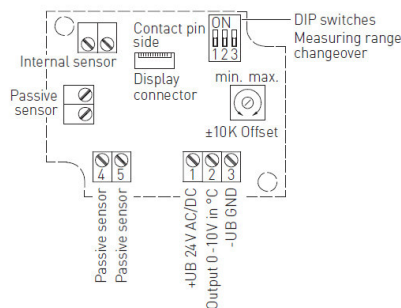 Contact pin
side
ON
1 2 3
DIP switches
Measuring range
changeover
Internal sensor
Display
connector
min. max.
Passive
sensor
±10K Offset
4 5
1 2 3
Passive sensor
Passive sensor
+UB 24V AC/DC
Output 0-10V in °C
-UB GND